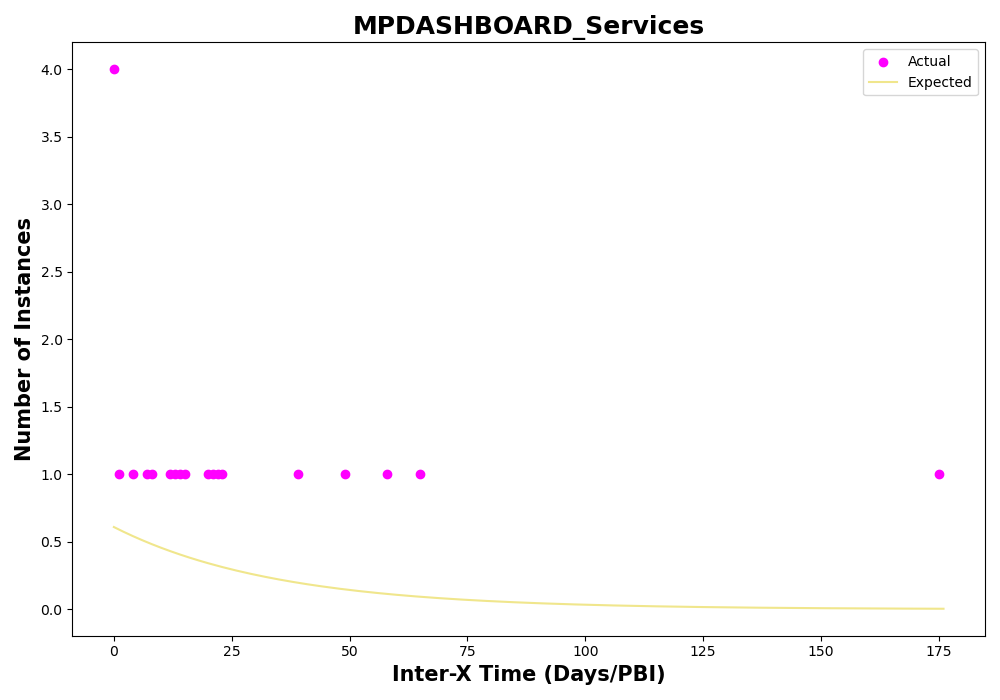 MPDASHBOARD_Services
Actual
Expected
4.0
3.5
3.0
2.5
2.0
1.5
1.0
0.5
0.0
Number of Instances
0 25 50 75 100 125 150 175
Inter-X Time (Days/PBI)